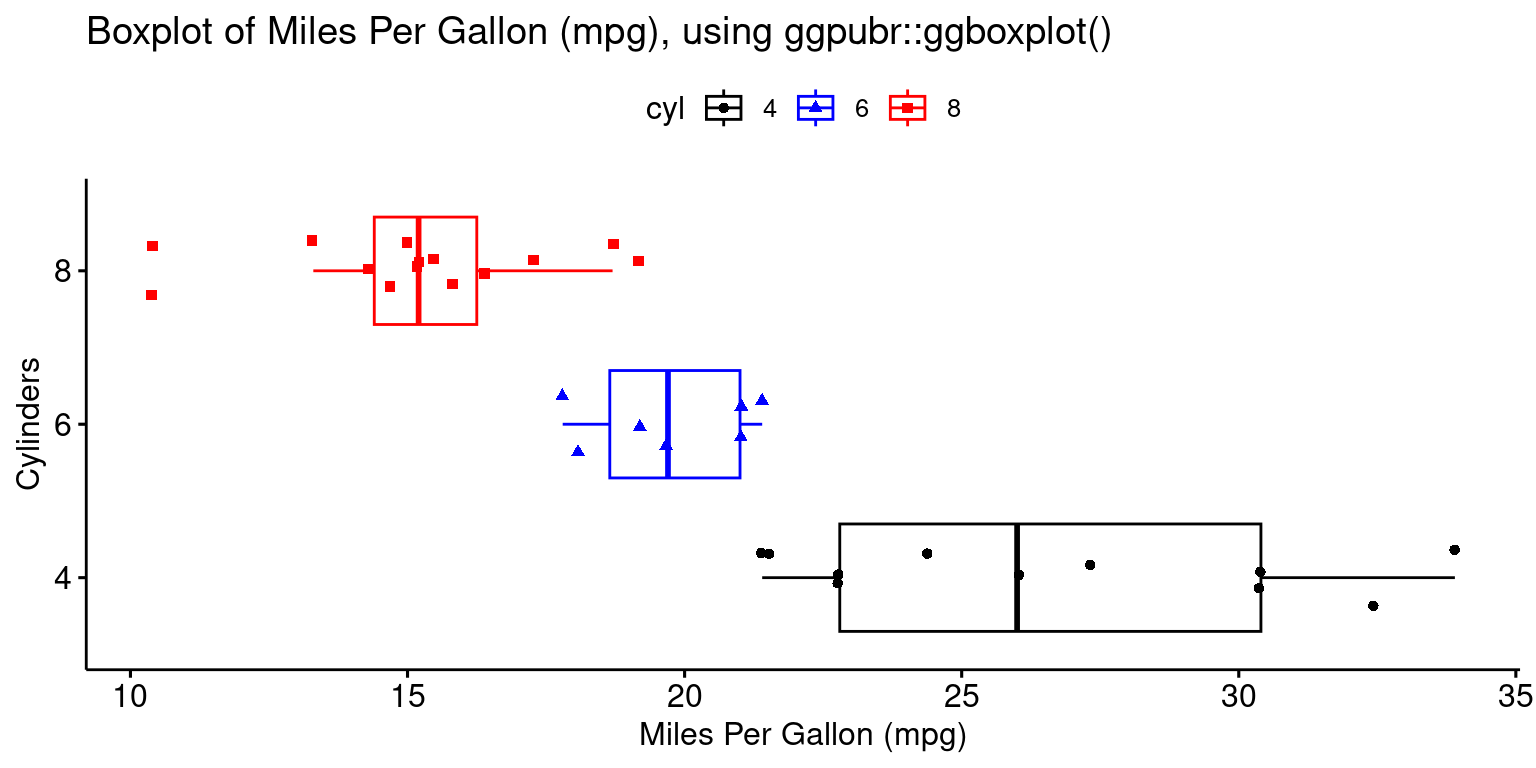 Boxplot of Miles Per Gallon (mpg), using ggpubr::ggboxplot()
cyl 4 6 8
8
6
4
Cylinders
10 15 20 25 30 35
Miles Per Gallon (mpg)